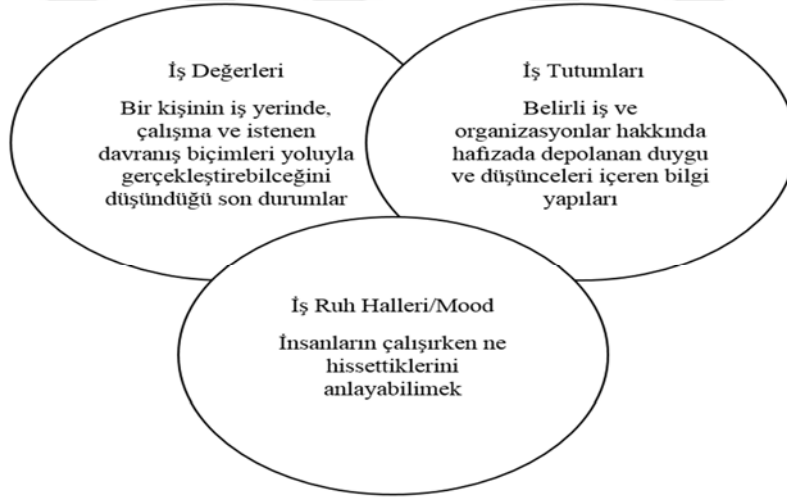 İş Değerleri
Bir kişinin iş yerinde,
çalışma ve istenen
davranış biçimleri yoluyla
gerçekleştirebilceğini
düşündüğü son durumlar
İş Tutumları
Belirli iş ve
organizasyonlar hakkında
hafızada depolanan duygu
ve düşünceleri içeren bilgi
yapıları
İş Ruh Halleri/Mood
İnsanların çalışırken ne
hissettiklerini
anlayabilimek